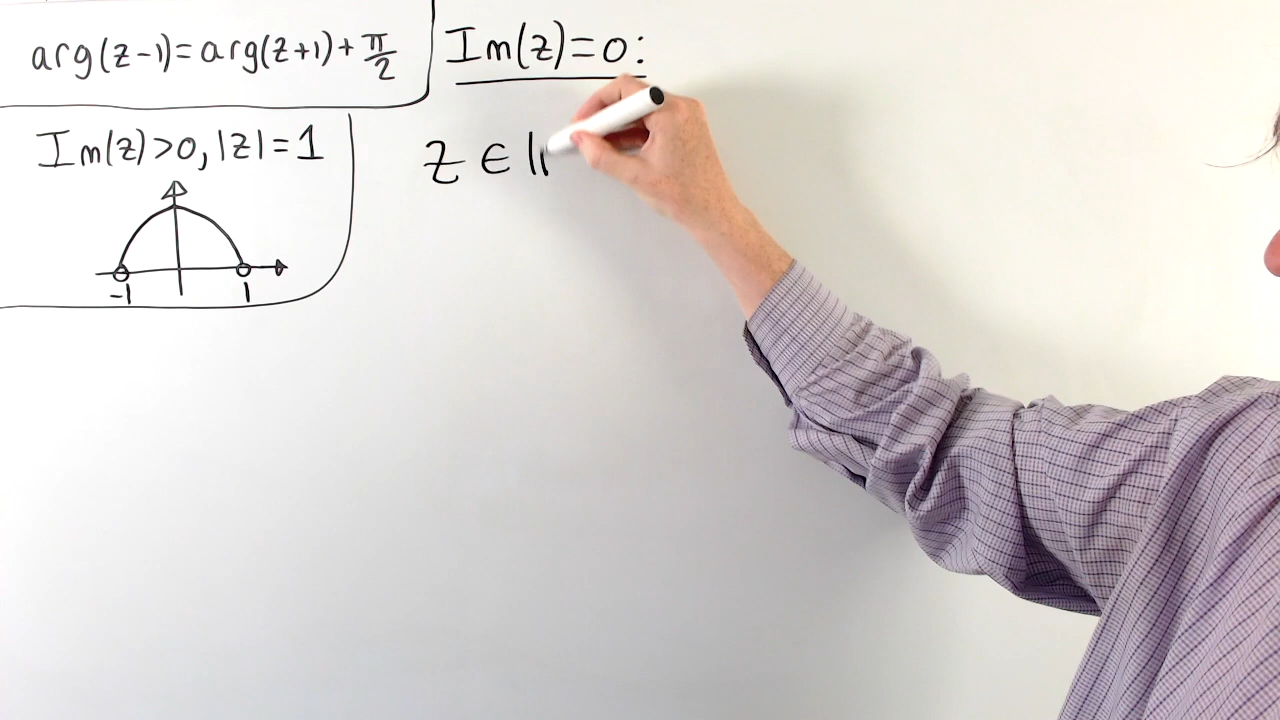 arg(z-1)=arg(z+1)+π/2
Im(z)=0:
Im(z)>0, |z|=1
z ∈
-1
1